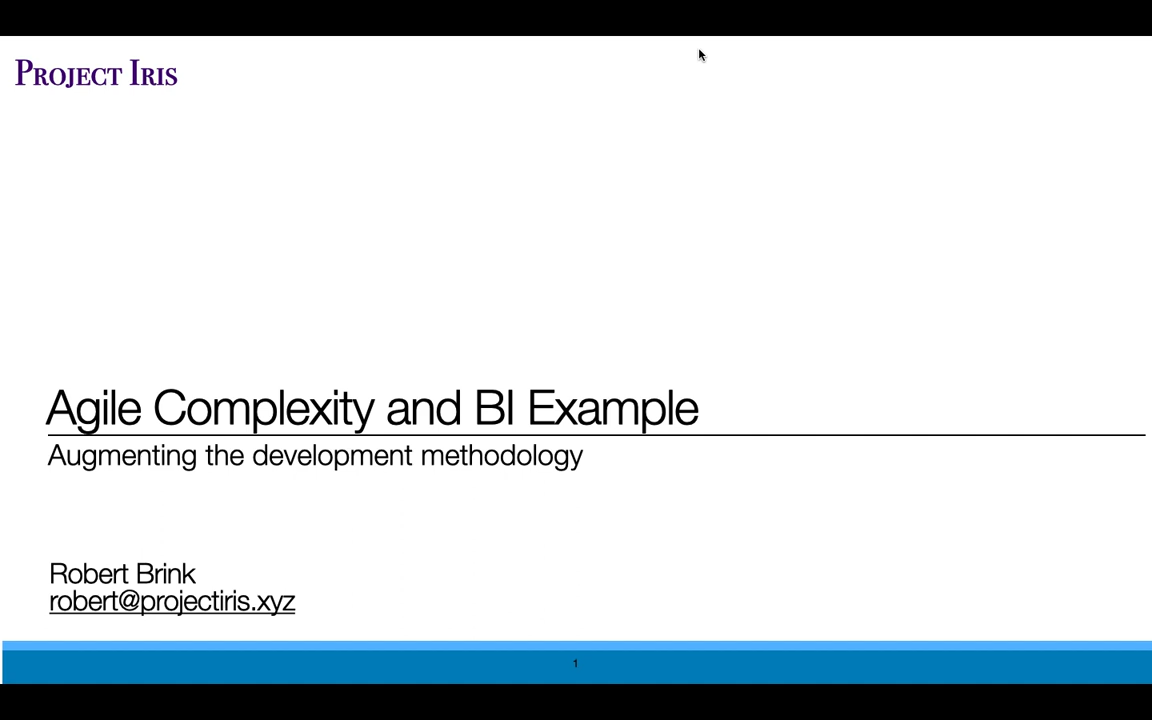 Project Iris
Agile Complexity and BI Example
Augmenting the development methodology
Robert Brink
robert@projectiris.xyz
1